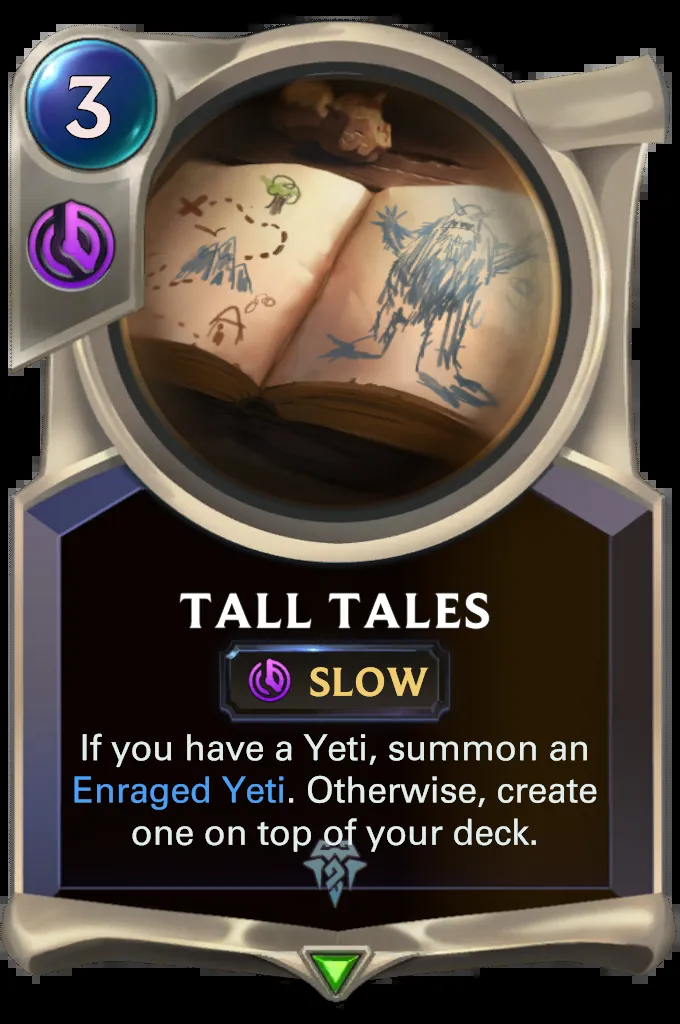 3
TALL TALES
SLOW
If you have a Yeti, summon an
Enraged Yeti. Otherwise, create
one on top of your deck.